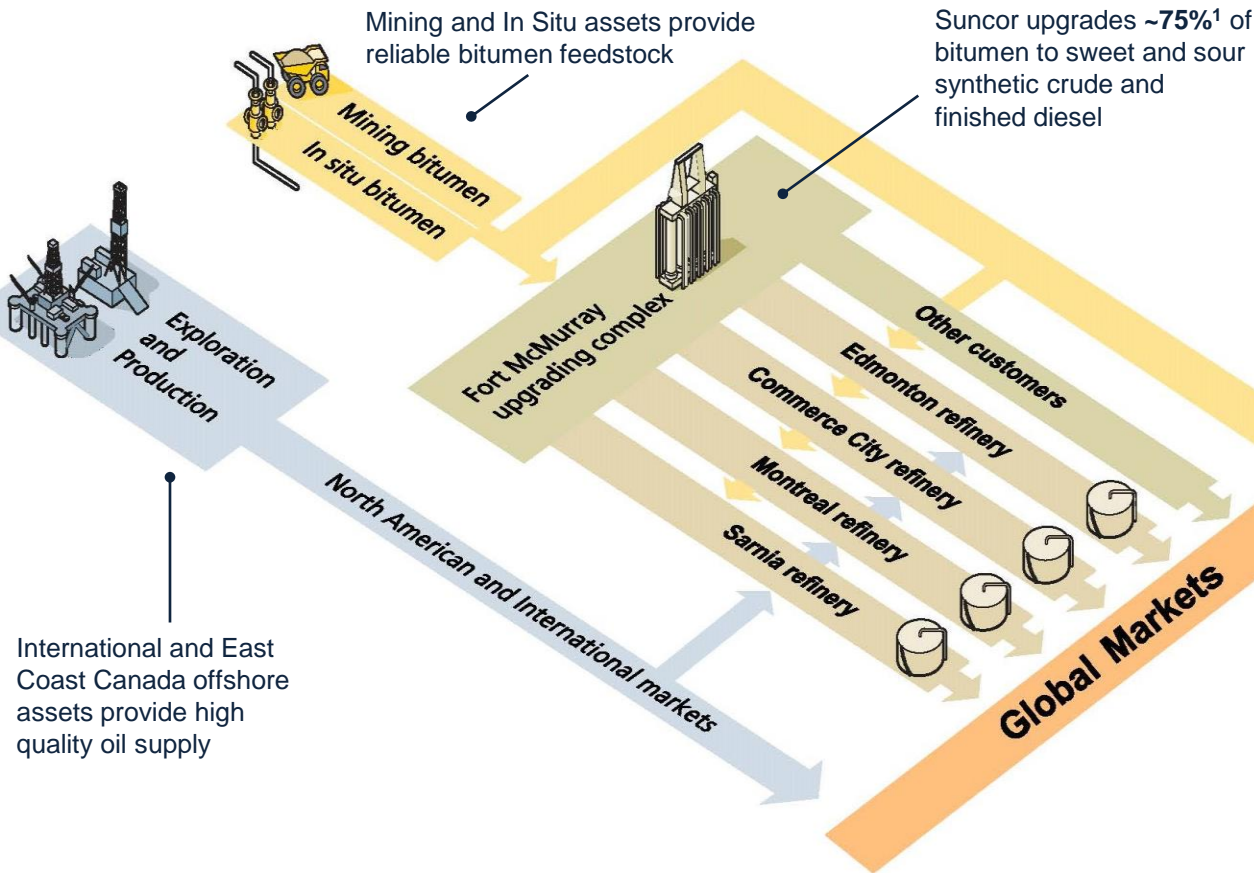 Mining and In Situ assets provide
reliable bitumen feedstock
Suncor upgrades ~75%¹ of
bitumen to sweet and sour
synthetic crude and
finished diesel
Mining bitumen
In situ bitumen
Exploration
and
Production
Fort McMurray
upgrading complex
Other customers
Edmonton refinery
Commerce City refinery
Montreal refinery
Sarnia refinery
North American and International markets
Global Markets
International and East
Coast Canada offshore
assets provide high
quality oil supply